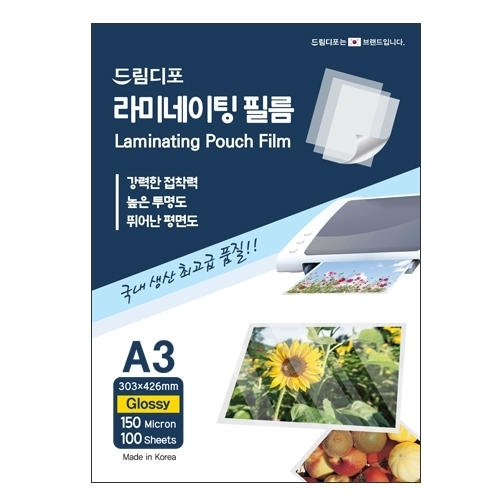 드림디포는 브랜드입니다.
드림디포
라미네이팅 필름
Laminating Pouch Film
강력한 접착력
높은 투명도
뛰어난 평면도
국내 생산 최고급 품질!!
A3
303×426mm
Glossy
150 Micron
100 Sheets
Made in Korea